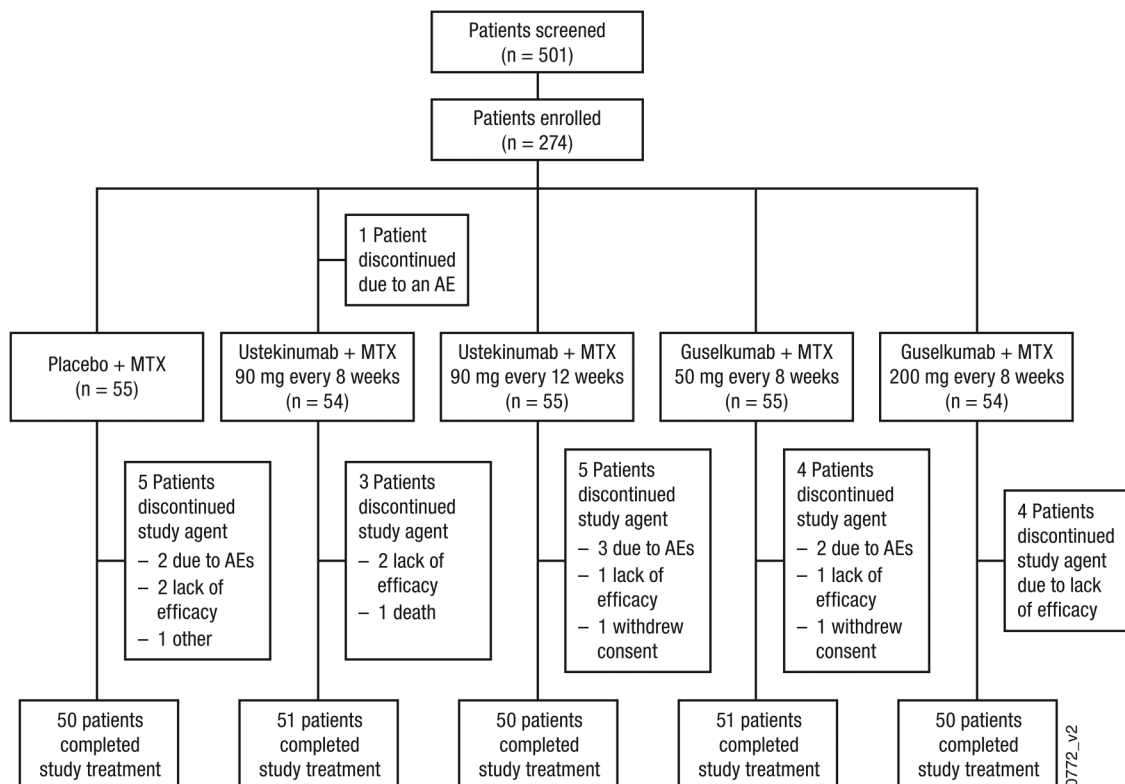 Patients screened
(n = 501)
Patients enrolled
(n = 274)
1 Patient
discontinued
due to an AE
Placebo + MTX
(n = 55)
Ustekinumab + MTX
90 mg every 8 weeks
(n = 54)
Ustekinumab + MTX
90 mg every 12 weeks
(n = 55)
Guselkumab + MTX
50 mg every 8 weeks
(n = 55)
Guselkumab + MTX
200 mg every 8 weeks
(n = 54)
5 Patients
discontinued
study agent
– 2 due to AEs
– 2 lack of
efficacy
– 1 other
3 Patients
discontinued
study agent
– 2 lack of
efficacy
– 1 death
5 Patients
discontinued
study agent
– 3 due to AEs
– 1 lack of
efficacy
– 1 withdrew
consent
4 Patients
discontinued
study agent
– 2 due to AEs
– 1 lack of
efficacy
– 1 withdrew
consent
4 Patients
discontinued
study agent
due to lack
of efficacy
50 patients
completed
study treatment
51 patients
completed
study treatment
50 patients
completed
study treatment
51 patients
completed
study treatment
50 patients
completed
study treatment
0772_v2